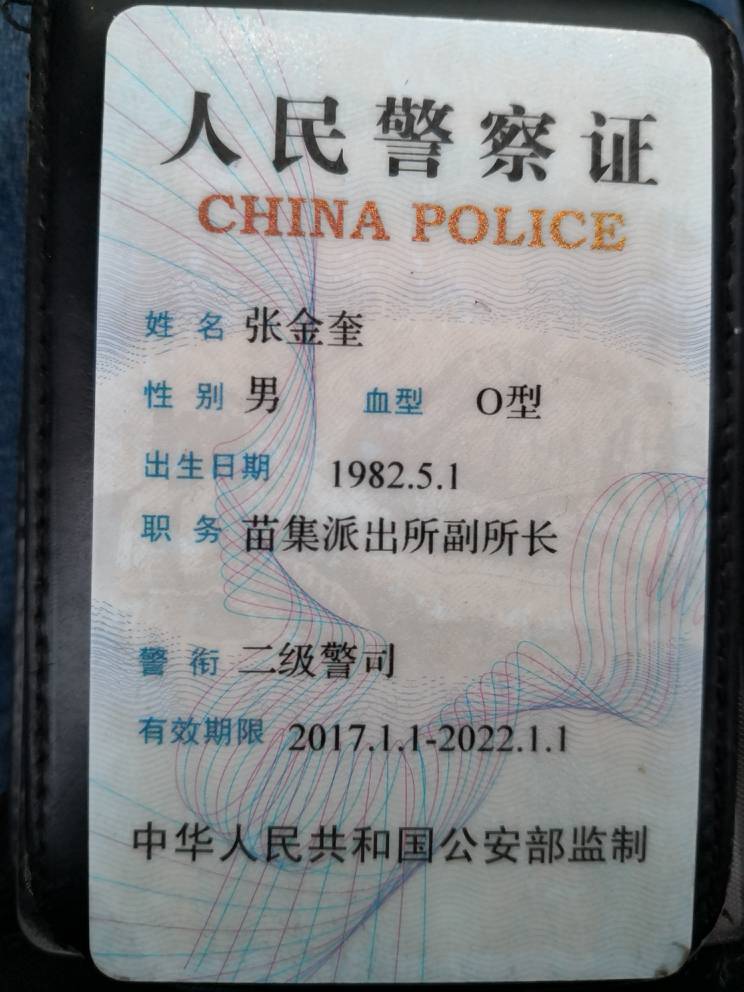 人民警察证
CHINA POLICE
姓 名 张金奎
性 别 男 血型 O型
出生日期 1982.5.1
职 务 苗集派出所副所长
警 衔 二级警司
有效期限 2017.1.1-2022.1.1
中华人民共和国公安部监制